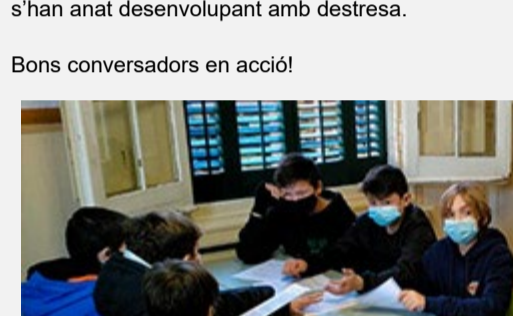 s’han anat desenvolupant amb destresa.
Bons conversadors en acció!